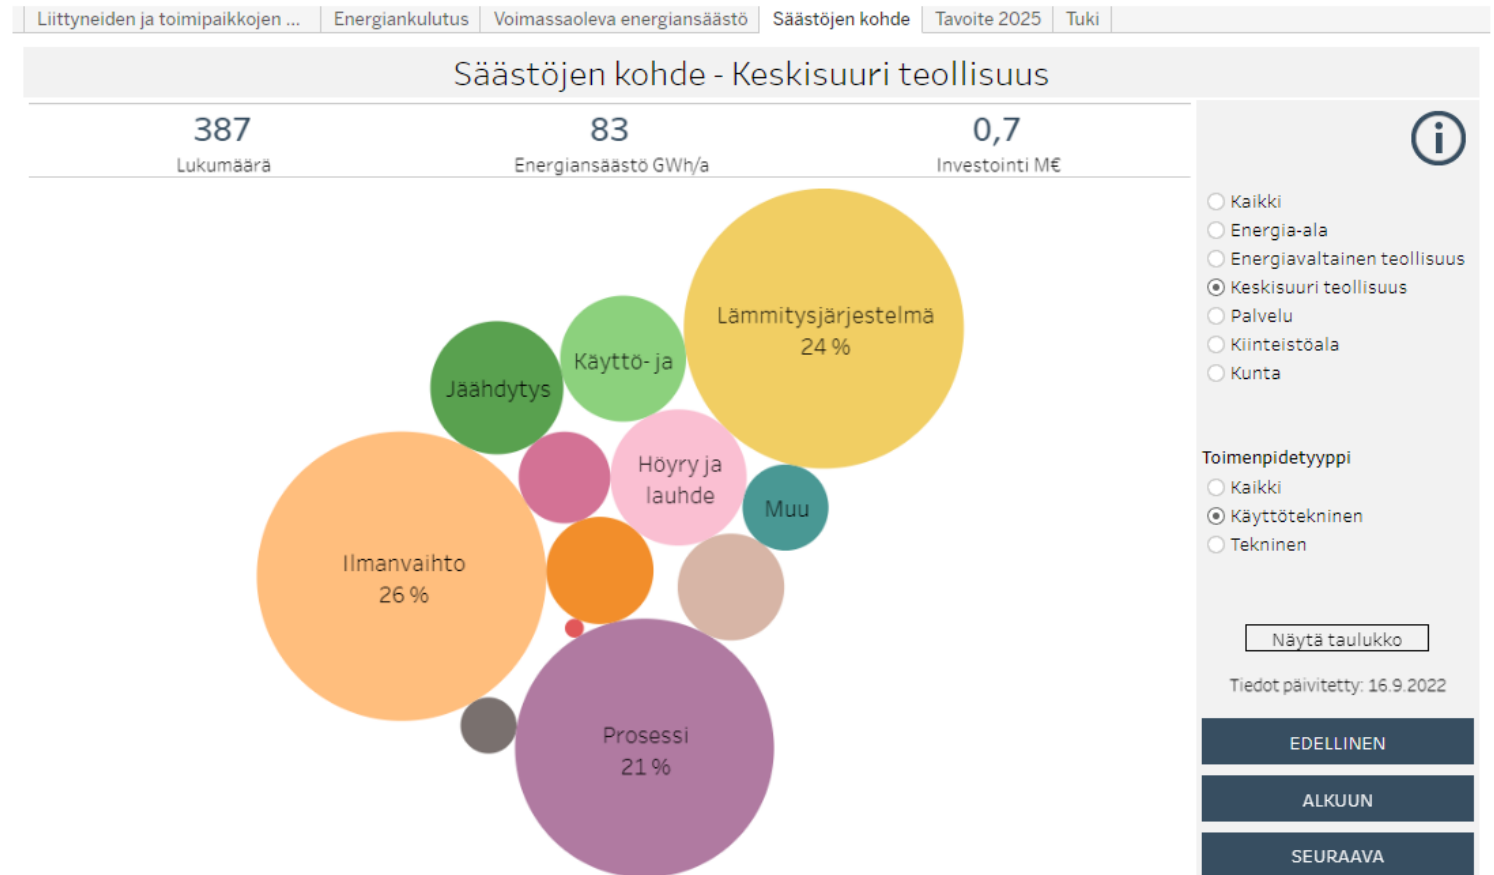 Liittyneiden ja toimipaikkojen ...
Energiankulutus
Voimassaoleva energiansäästö
Säästöjen kohde
Tavoite 2025
Tuki
Säästöjen kohde - Keskisuuri teollisuus
387
Lukumäärä
83
Energiansäästö GWh/a
0,7
Investointi M€
Lämmitysjärjestelmä
24 %
Käyttö- ja
Jäähdytys
Höyry ja
lauhde
Muu
Ilmanvaihto
26 %
Prosessi
21 %
Kaikki
Energia-ala
Energiavaltainen teollisuus
Keskisuuri teollisuus
Palvelu
Kiinteistöala
Kunta
Toimenpidetyyppi
Kaikki
Käyttötekninen
Tekninen
Näytä taulukko
Tiedot päivitetty: 16.9.2022
EDELLINEN
ALKUUN
SEURAAVA